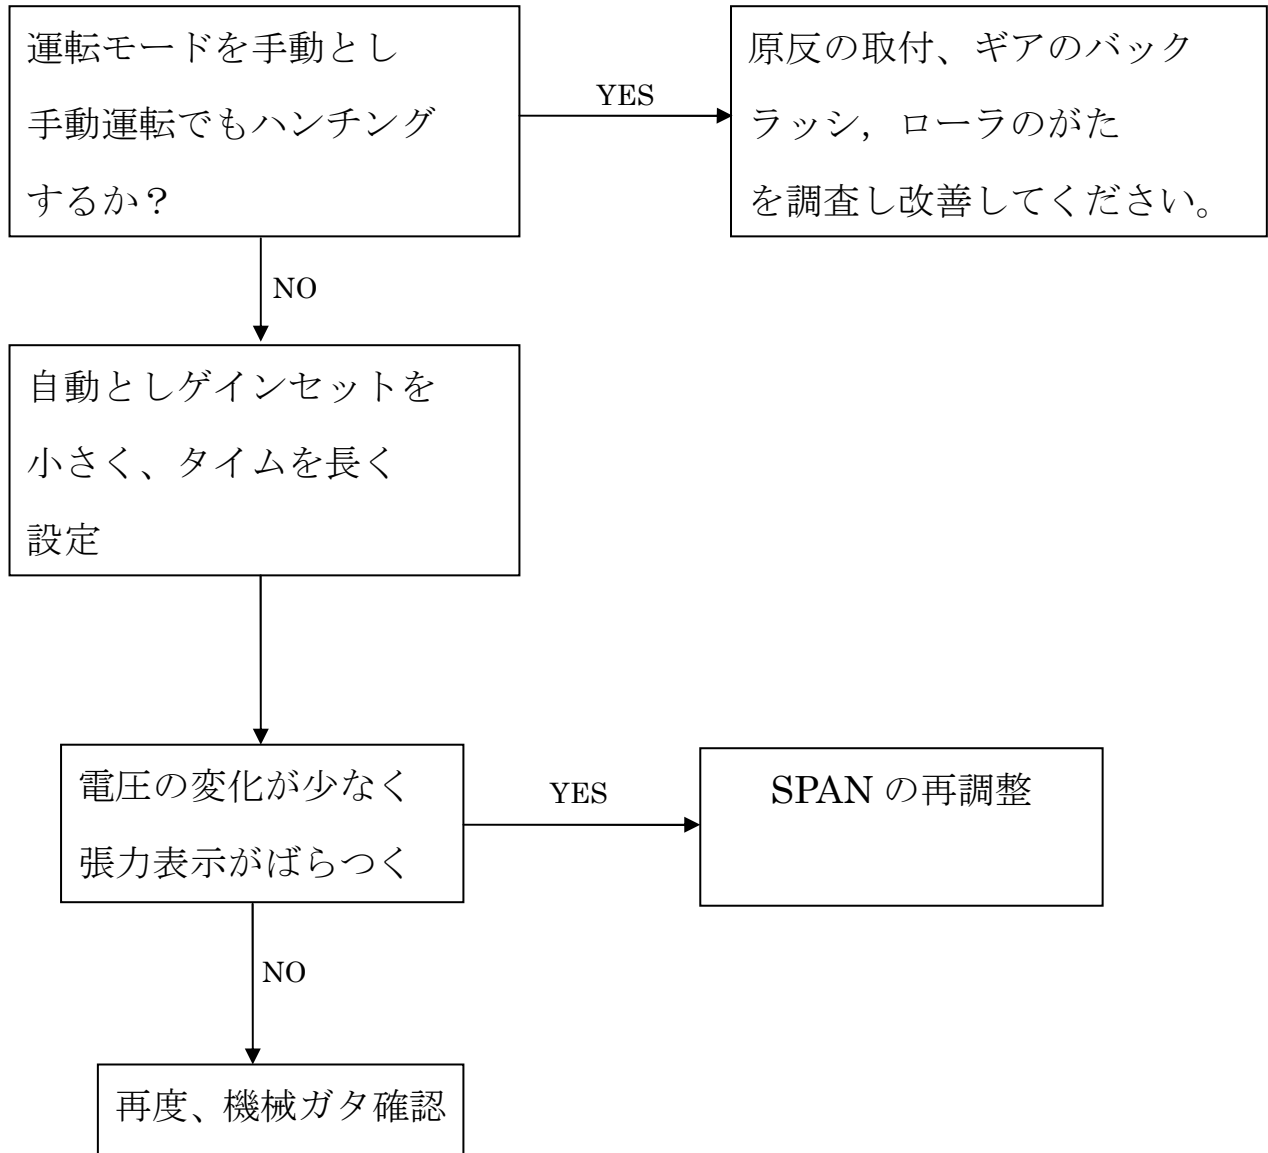 運転モードを手動とし
手動運転でもハンチング
するか？
YES
原反の取付、ギアのバック
ラッシ，ローラのがた
を調査し改善してください。
NO
自動としゲインセットを
小さく、タイムを長く
設定
電圧の変化が少なく
張力表示がばらつく
YES
SPAN の再調整
NO
再度、機械ガタ確認